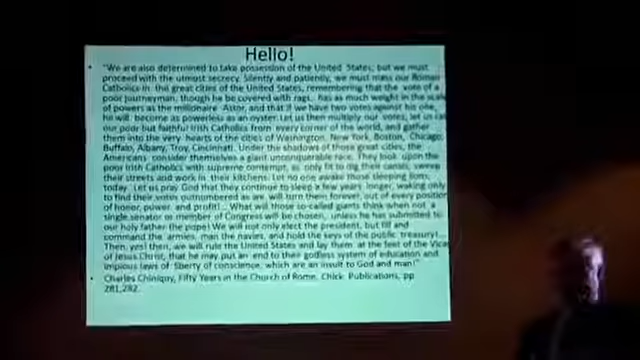 Hello!
• "We are also determined to take possession of the United States, but we must
proceed with the utmost secrecy. Silently and patiently, we must mass our Roman
Catholics in the great cities of the United States, remembering that the vote of a
poor journeyman, though he be covered with rags, has as much weight in the scale
of powers as the millionaire Astor, and that if we have two votes against his one,
he will become as powerless as an oyster. Let us then multiply our votes, let us call
our poor but faithful Irish Catholics from every corner of the world, and gather
them into the very hearts of the cities of Washington, New York, Boston, Chicago,
Buffalo, Albany, Troy, Cincinnati. Under the shadows of those great cities, the
Americans consider themselves a giant unconquerable race. They look upon the
poor Irish Catholics with supreme contempt, as only fit to dig their canals, sweep
their streets and work in their kitchens. Let no one awake those sleeping lions,
today. Let us pray God that they continue to sleep a few years longer, waking only
to find their votes outnumbered as we will turn them forever, out of every position
of honor, power and profit!... What will those so-called giants think when not a
single senator or member of Congress will be chosen, unless he has submitted to
our holy father the pope! We will not only elect the president, but fill and
command the armies, man the navies, and hold the keys of the public treasury!...
Then, yes! then, we will rule the United States and lay them at the feet of the Vicar
of Jesus Christ, that he may put an end to their godless system of education and
impious laws of liberty of conscience, which are an insult to God and man!"
• Charles Chiniquy, Fifty Years in the Church of Rome, Chick Publications, pp
281,282